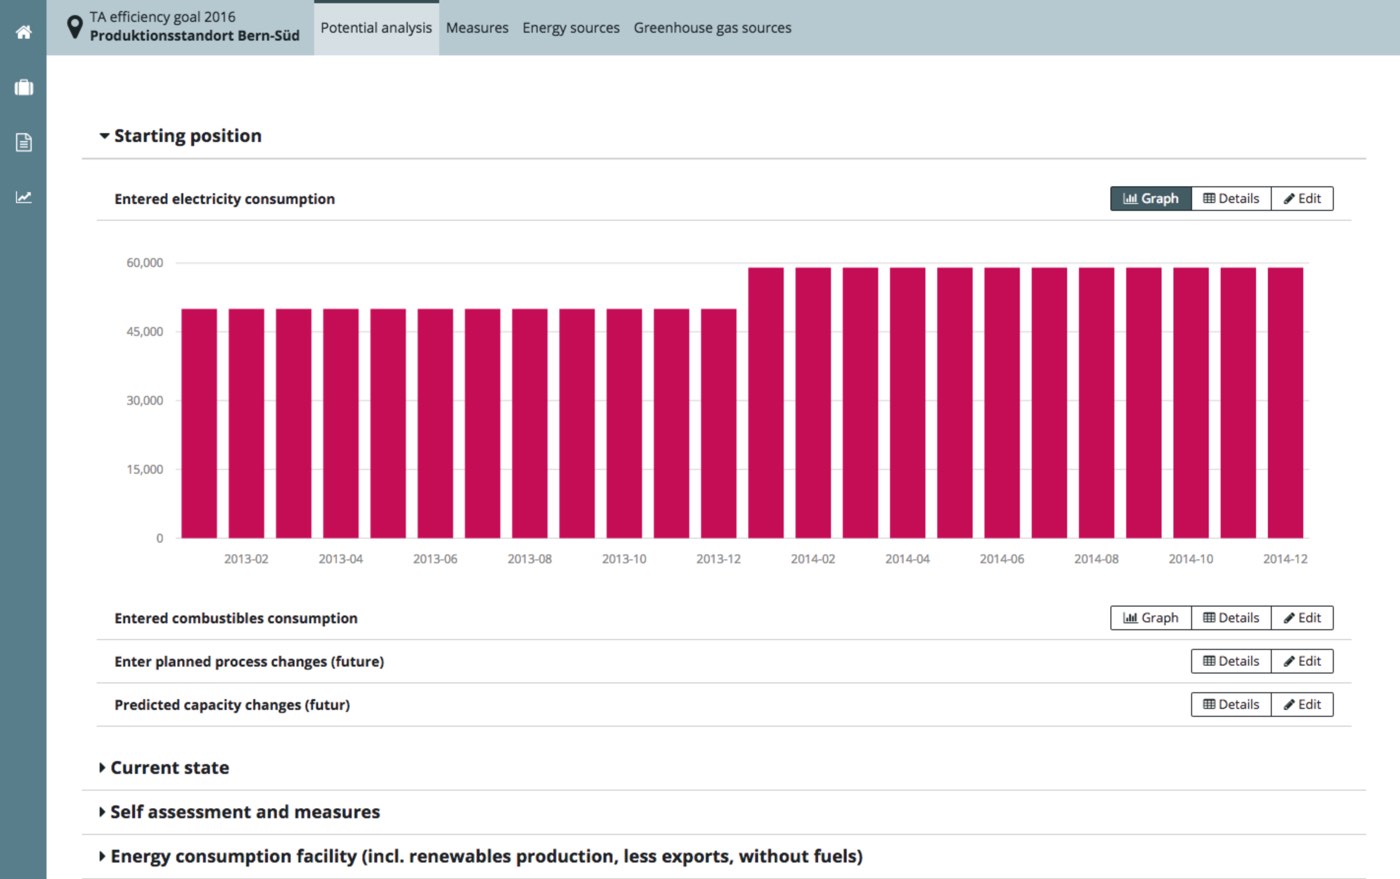 TA efficiency goal 2016
Produktionsstandort Bern-Süd
Potential analysis
Measures
Energy sources
Greenhouse gas sources
Starting position
Entered electricity consumption
Graph
Details
Edit
60,000
45,000
30,000
15,000
0
2013-02
2013-04
2013-06
2013-08
2013-10
2013-12
2014-02
2014-04
2014-06
2014-08
2014-10
2014-12
Entered combustibles consumption
Graph
Details
Edit
Enter planned process changes (future)
Details
Edit
Predicted capacity changes (futur)
Details
Edit
Current state
Self assessment and measures
Energy consumption facility (incl. renewables production, less exports, without fuels)